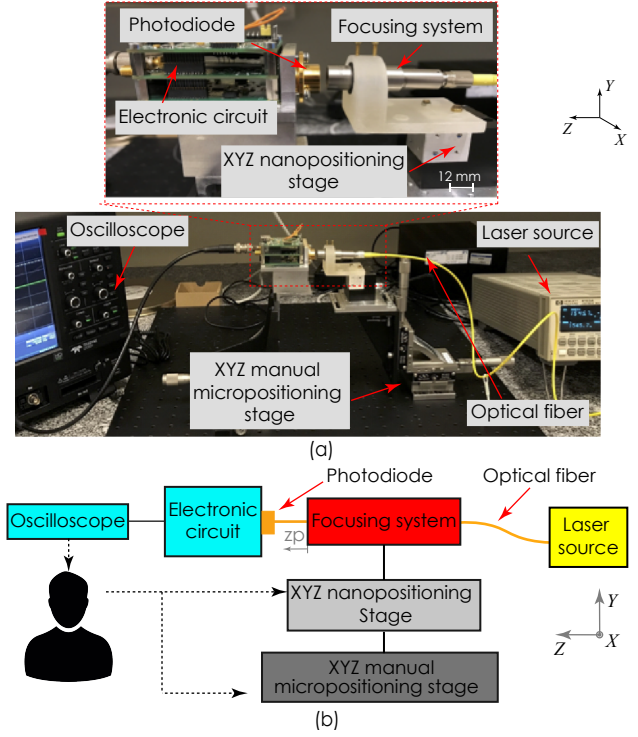 Photodiode
Focusing system
Electronic circuit
XYZ nanopositioning
stage
12 mm
Y
Z
X
Oscilloscope
Laser source
XYZ manual
micropositioning
stage
Optical fiber
(a)
Photodiode
Optical fiber
Oscilloscope
Electronic
circuit
Focusing system
Laser
source
zp
XYZ nanopositioning
Stage
Y
Z
X
XYZ manual
micropositioning stage
(b)